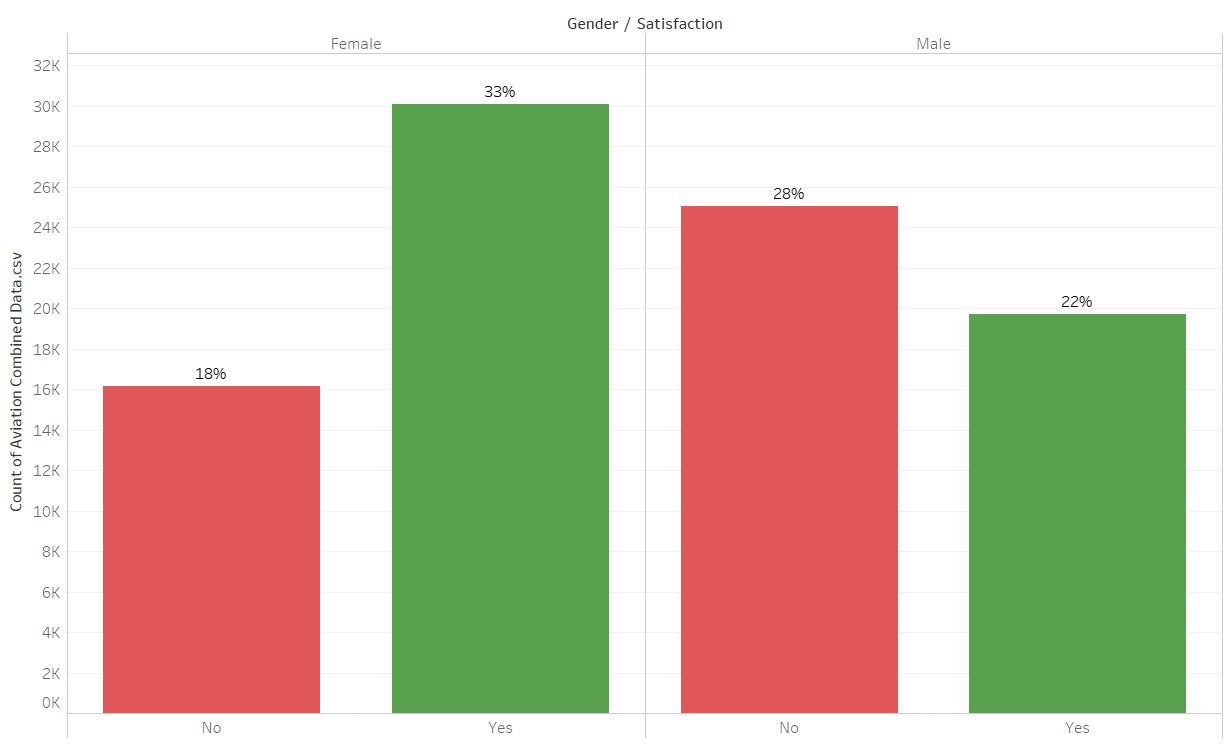 Gender / Satisfaction
Female
Male
32K
30K
28K
26K
24K
22K
20K
18K
16K
14K
12K
10K
8K
6K
4K
2K
0K
Count of Aviation Combined Data.csv
18%
33%
28%
22%
No
Yes
No
Yes